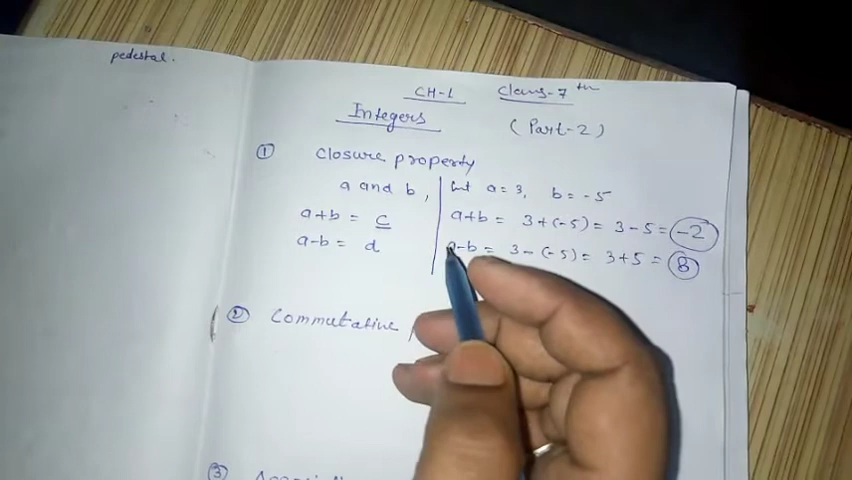 pedestal.
CH-1 Class-7th
Integers (Part-2)
① Closure property
a and b, let a=3, b=-5
a+b = c a+b = 3+(-5) = 3-5 = -2
a-b = d a-b = 3-(-5) = 3+5 = 8
② Commutative
③